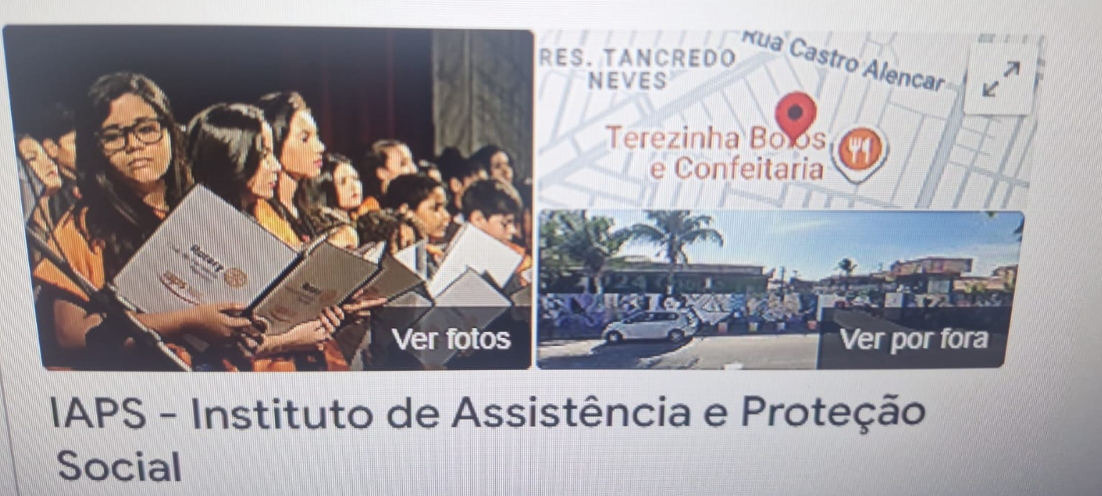 RES. TANCREDO
NEVES
Rua Castro Alencar
Terezinha Bolos
e Confeitaria
Rotary
Ver fotos
Ver por fora
IAPS - Instituto de Assistência e Proteção
Social